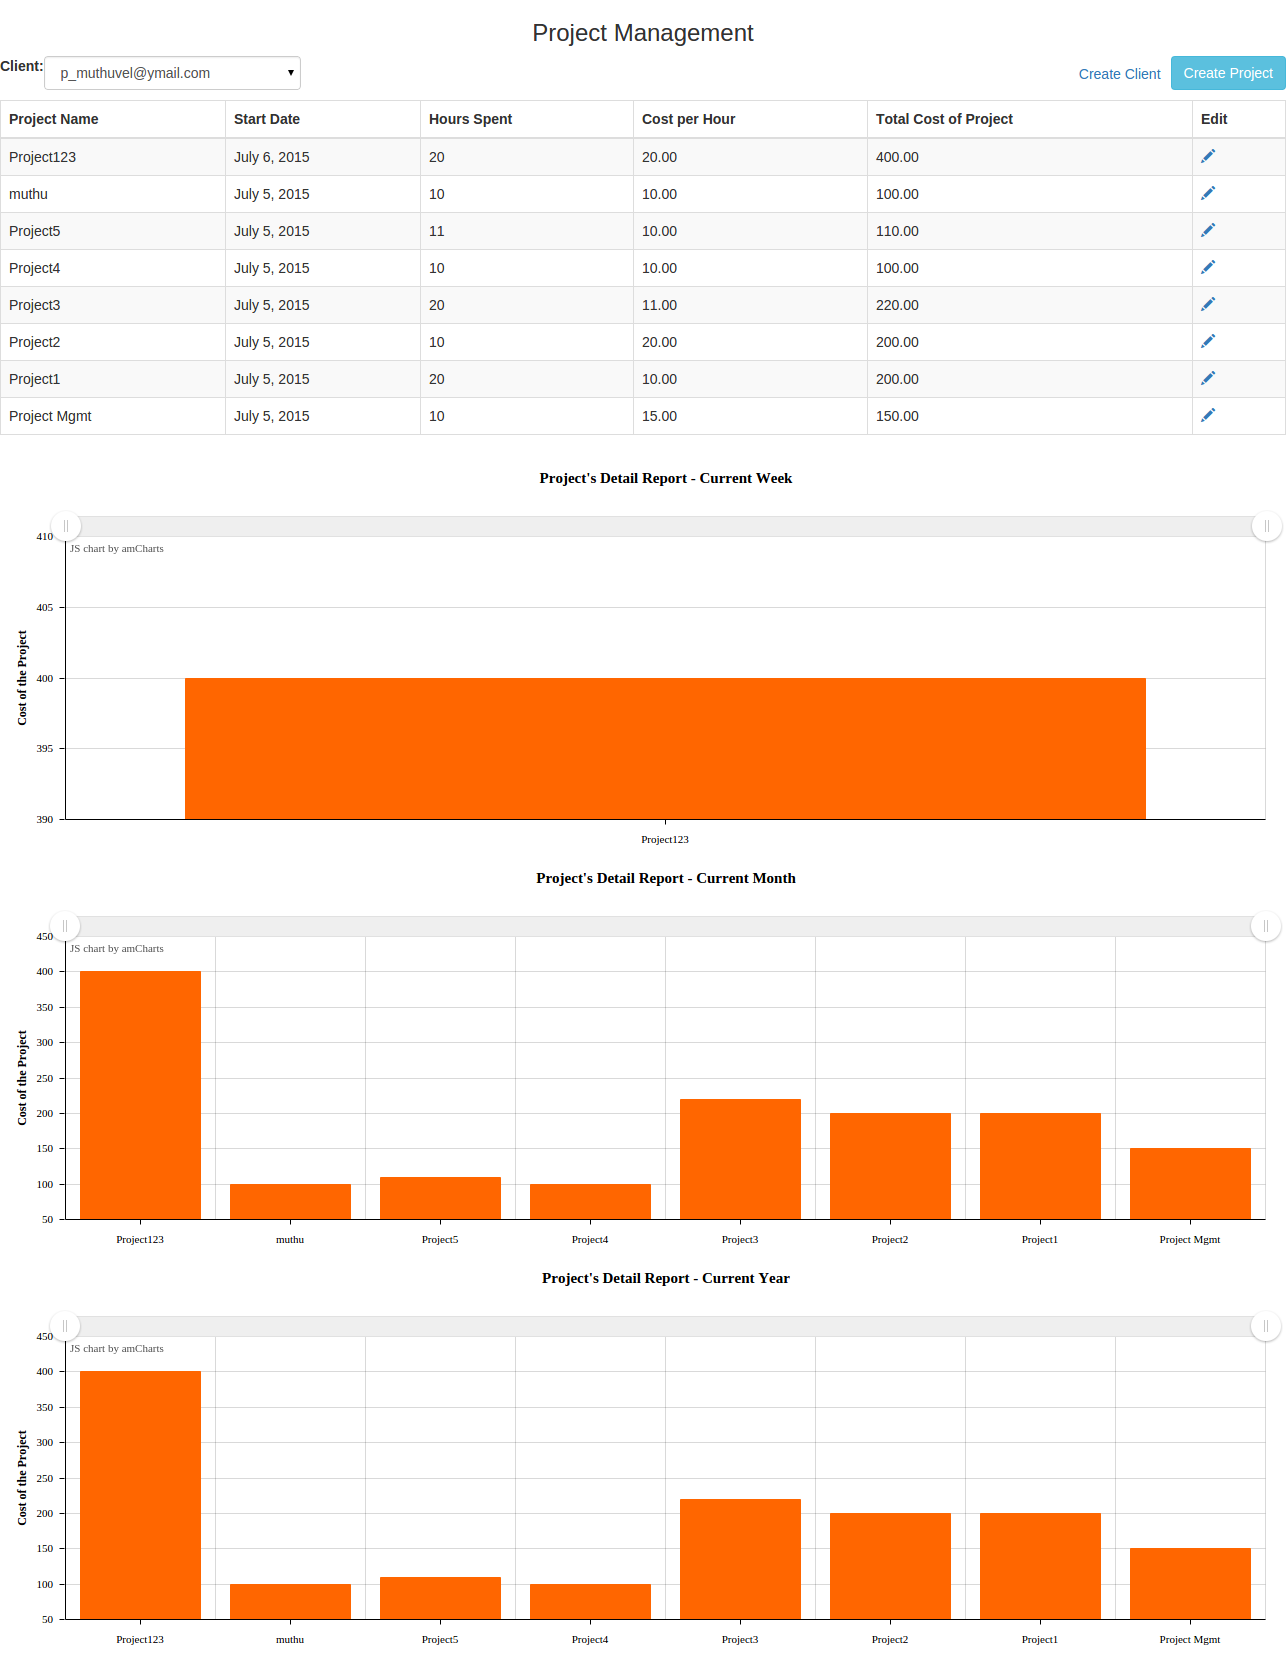 Project Management
Client: p_muthuvel@ymail.com Create Client Create Project
Project Name Start Date Hours Spent Cost per Hour Total Cost of Project Edit
Project123 July 6, 2015 20 20.00 400.00
muthu July 5, 2015 10 10.00 100.00
Project5 July 5, 2015 11 10.00 110.00
Project4 July 5, 2015 10 10.00 100.00
Project3 July 5, 2015 20 11.00 220.00
Project2 July 5, 2015 10 20.00 200.00
Project1 July 5, 2015 20 10.00 200.00
Project Mgmt July 5, 2015 10 15.00 150.00
Project's Detail Report - Current Week
410
JS chart by amCharts
405
Cost of the Project
400
395
390
Project123
Project's Detail Report - Current Month
450
JS chart by amCharts
400
350
300
Cost of the Project
250
200
150
100
50
Project123 muthu Project5 Project4 Project3 Project2 Project1 Project Mgmt
Project's Detail Report - Current Year
450
JS chart by amCharts
400
350
300
Cost of the Project
250
200
150
100
50
Project123 muthu Project5 Project4 Project3 Project2 Project1 Project Mgmt